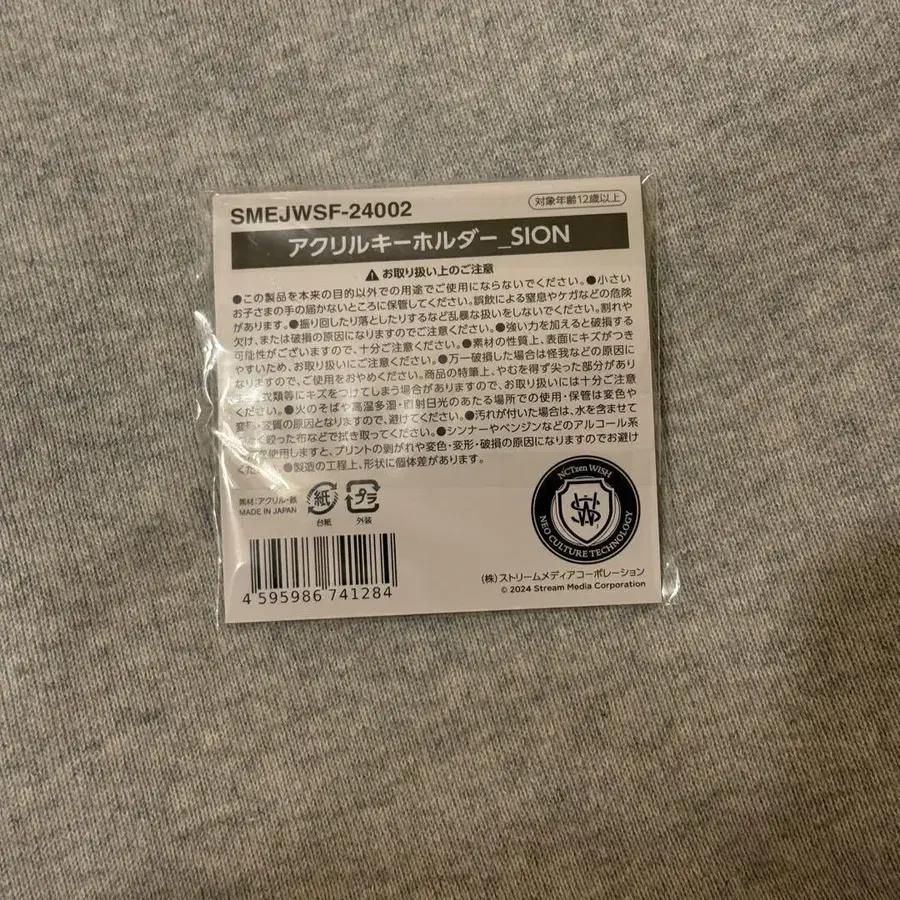 SMEJWSF-24002
対象年齢12歳以上
アクリルキーホルダー_SION
お取り扱い上のご注意
●この製品を本来の目的以外での用途でご使用にならないでください。●小さい
お子さまの手の届かないところに保管してください。誤飲による窒息やケガなどの危険
があります。●振り回したり落としたりするなど乱暴な扱いをしないでください。割れや
欠け、または破損の原因になりますのでご注意ください。●強い力を加えると破損する
可能性がございますので、十分ご注意ください。●素材の性質上、表面にキズがつき
やすいため、お取り扱いにご注意ください。●万一破損した場合は怪我などの原因に
なりますので、ご使用をおやめください。商品の特筆上、やむを得ず尖った部分があり
衣類等にキズをつけてしまう場合がありますので、お取り扱いには十分ご注意
ください。●火のそばや高温多湿・直射日光のあたる場所での使用・保管は変色や
変形・変質の原因となりますので、避けてください。●汚れが付いた場合は、水を含ませて
く絞った布などで拭き取ってください。●シンナーやベンジンなどのアルコール系
使用しますと、プリントの剥がれや変色・変形・破損の原因になりますのでお避け
ください。●製造の工程上、形状に個体差があります。
素材:アクリル・鉄
MADE IN JAPAN
紙
台紙
プラ
外装
NCTzen WISH
NEO CULTURE TECHNOLOGY
4 595986 741284
(株)ストリームメディアコーポレーション
© 2024 Stream Media Corporation